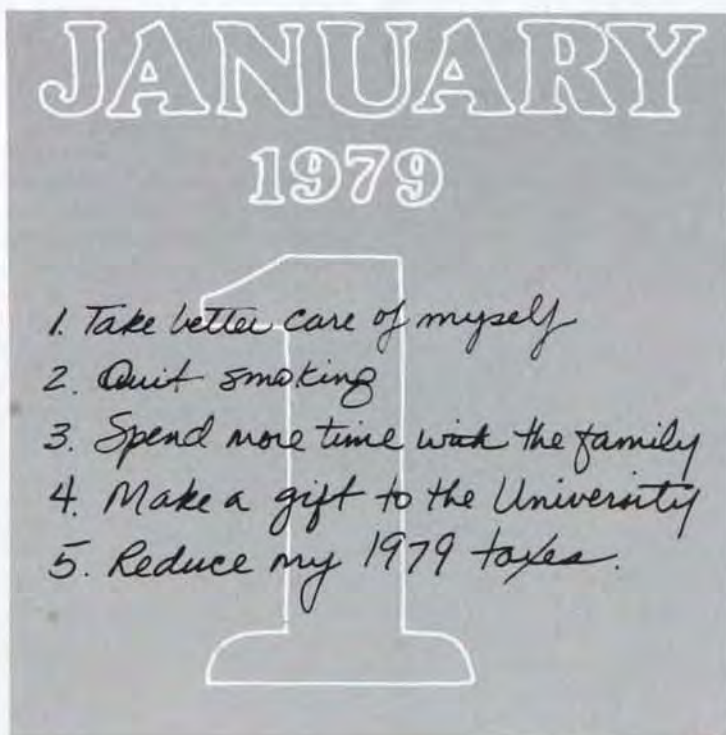 JANUARY
1979
1
1. Take better care of myself
2. Quit smoking
3. Spend more time with the family
4. Make a gift to the University
5. Reduce my 1979 taxes.